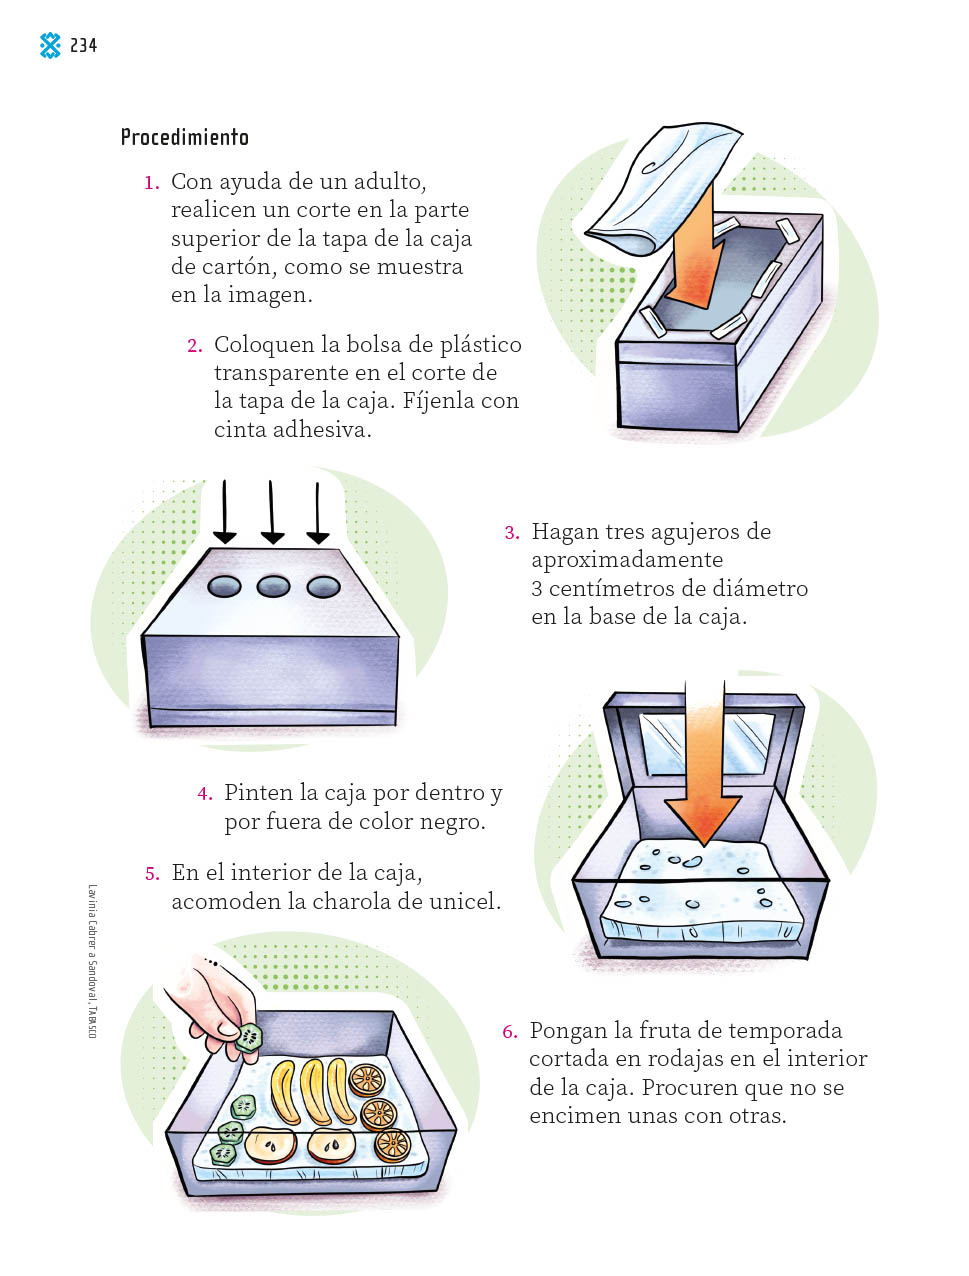 234
Procedimiento
1. Con ayuda de un adulto,
realicen un corte en la parte
superior de la tapa de la caja
de cartón, como se muestra
en la imagen.
2. Coloquen la bolsa de plástico
transparente en el corte de
la tapa de la caja. Fíjenla con
cinta adhesiva.
3. Hagan tres agujeros de
aproximadamente
3 centímetros de diámetro
en la base de la caja.
4. Pinten la caja por dentro y
por fuera de color negro.
5. En el interior de la caja,
acomoden la charola de unicel.
6. Pongan la fruta de temporada
cortada en rodajas en el interior
de la caja. Procuren que no se
encimen unas con otras.
Lavinia Cabrer a Sandoval, TABASCO